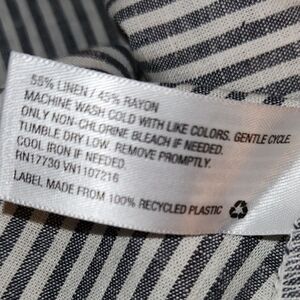 55% LINEN / 45% RAYON
MACHINE WASH COLD WITH LIKE COLORS. GENTLE CYCLE.
ONLY NON-CHLORINE BLEACH IF NEEDED.
TUMBLE DRY LOW. REMOVE PROMPTLY.
COOL IRON IF NEEDED.
RN17730 VN1107216
LABEL MADE FROM 100% RECYCLED PLASTIC